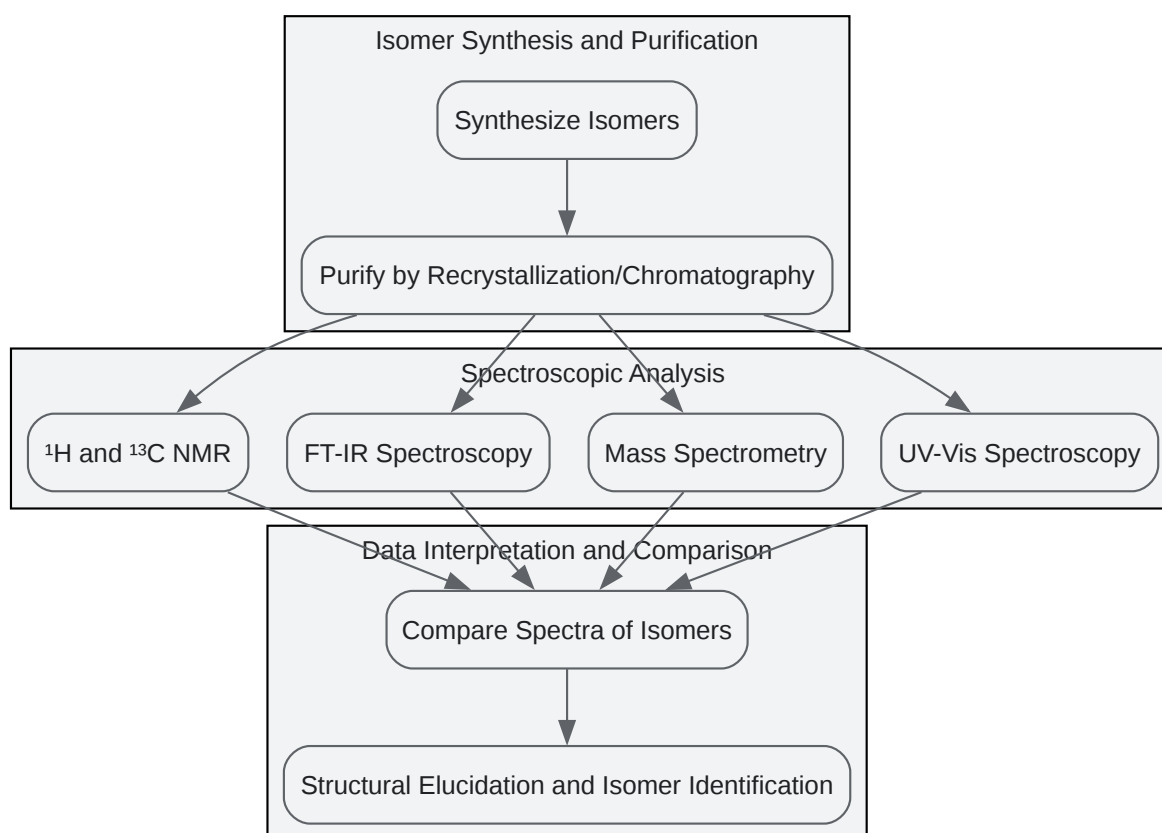 Isomer Synthesis and Purification
Synthesize Isomers
Purify by Recrystallization/Chromatography
Spectroscopic Analysis
¹H and ¹³C NMR
FT-IR Spectroscopy
Mass Spectrometry
UV-Vis Spectroscopy
Data Interpretation and Comparison
Compare Spectra of Isomers
Structural Elucidation and Isomer Identification